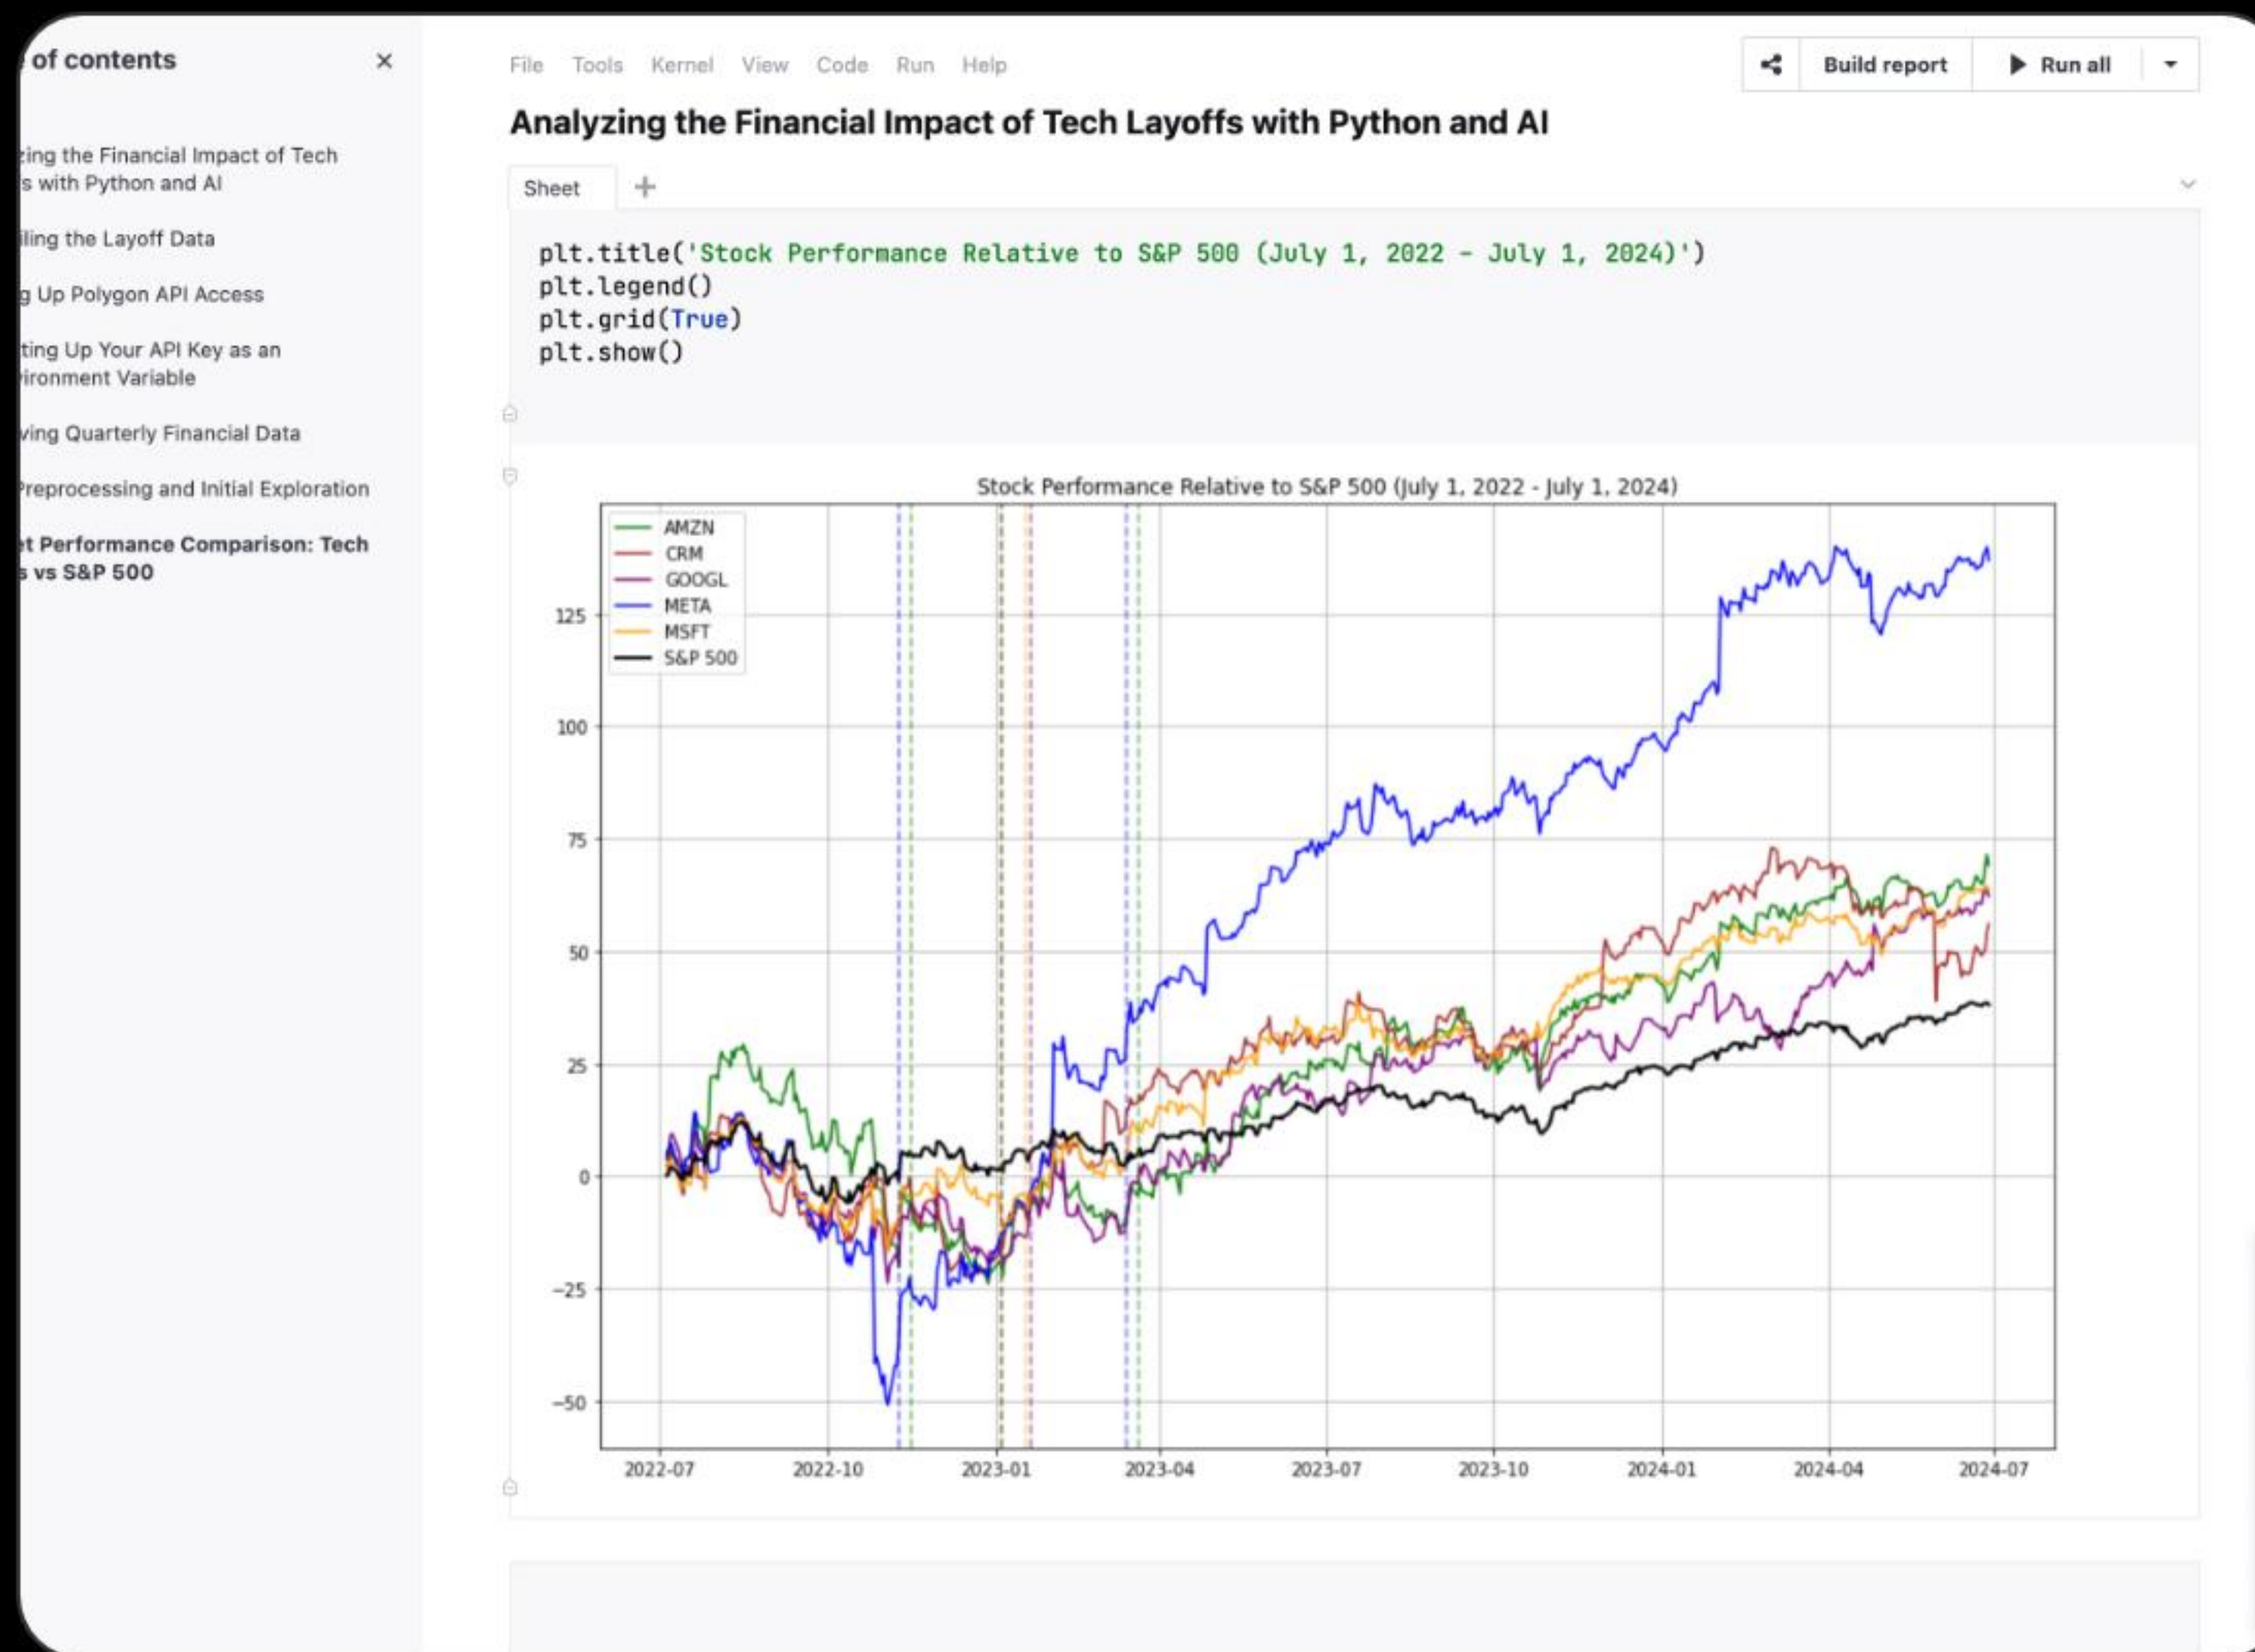 of contents
zing the Financial Impact of Tech
s with Python and AI
iling the Layoff Data
g Up Polygon API Access
ting Up Your API Key as an
ironment Variable
ving Quarterly Financial Data
Preprocessing and Initial Exploration
et Performance Comparison: Tech
s vs S&P 500
File Tools Kernel View Code Run Help
Build report
Run all
Analyzing the Financial Impact of Tech Layoffs with Python and AI
Sheet
plt.title('Stock Performance Relative to S&P 500 (July 1, 2022 - July 1, 2024)')
plt.legend()
plt.grid(True)
plt.show()
Stock Performance Relative to S&P 500 (July 1, 2022 - July 1, 2024)
AMZN
CRM
GOOGL
META
MSFT
S&P 500
125
100
75
50
25
0
−25
−50
2022-07 2022-10 2023-01 2023-04 2023-07 2023-10 2024-01 2024-04 2024-07